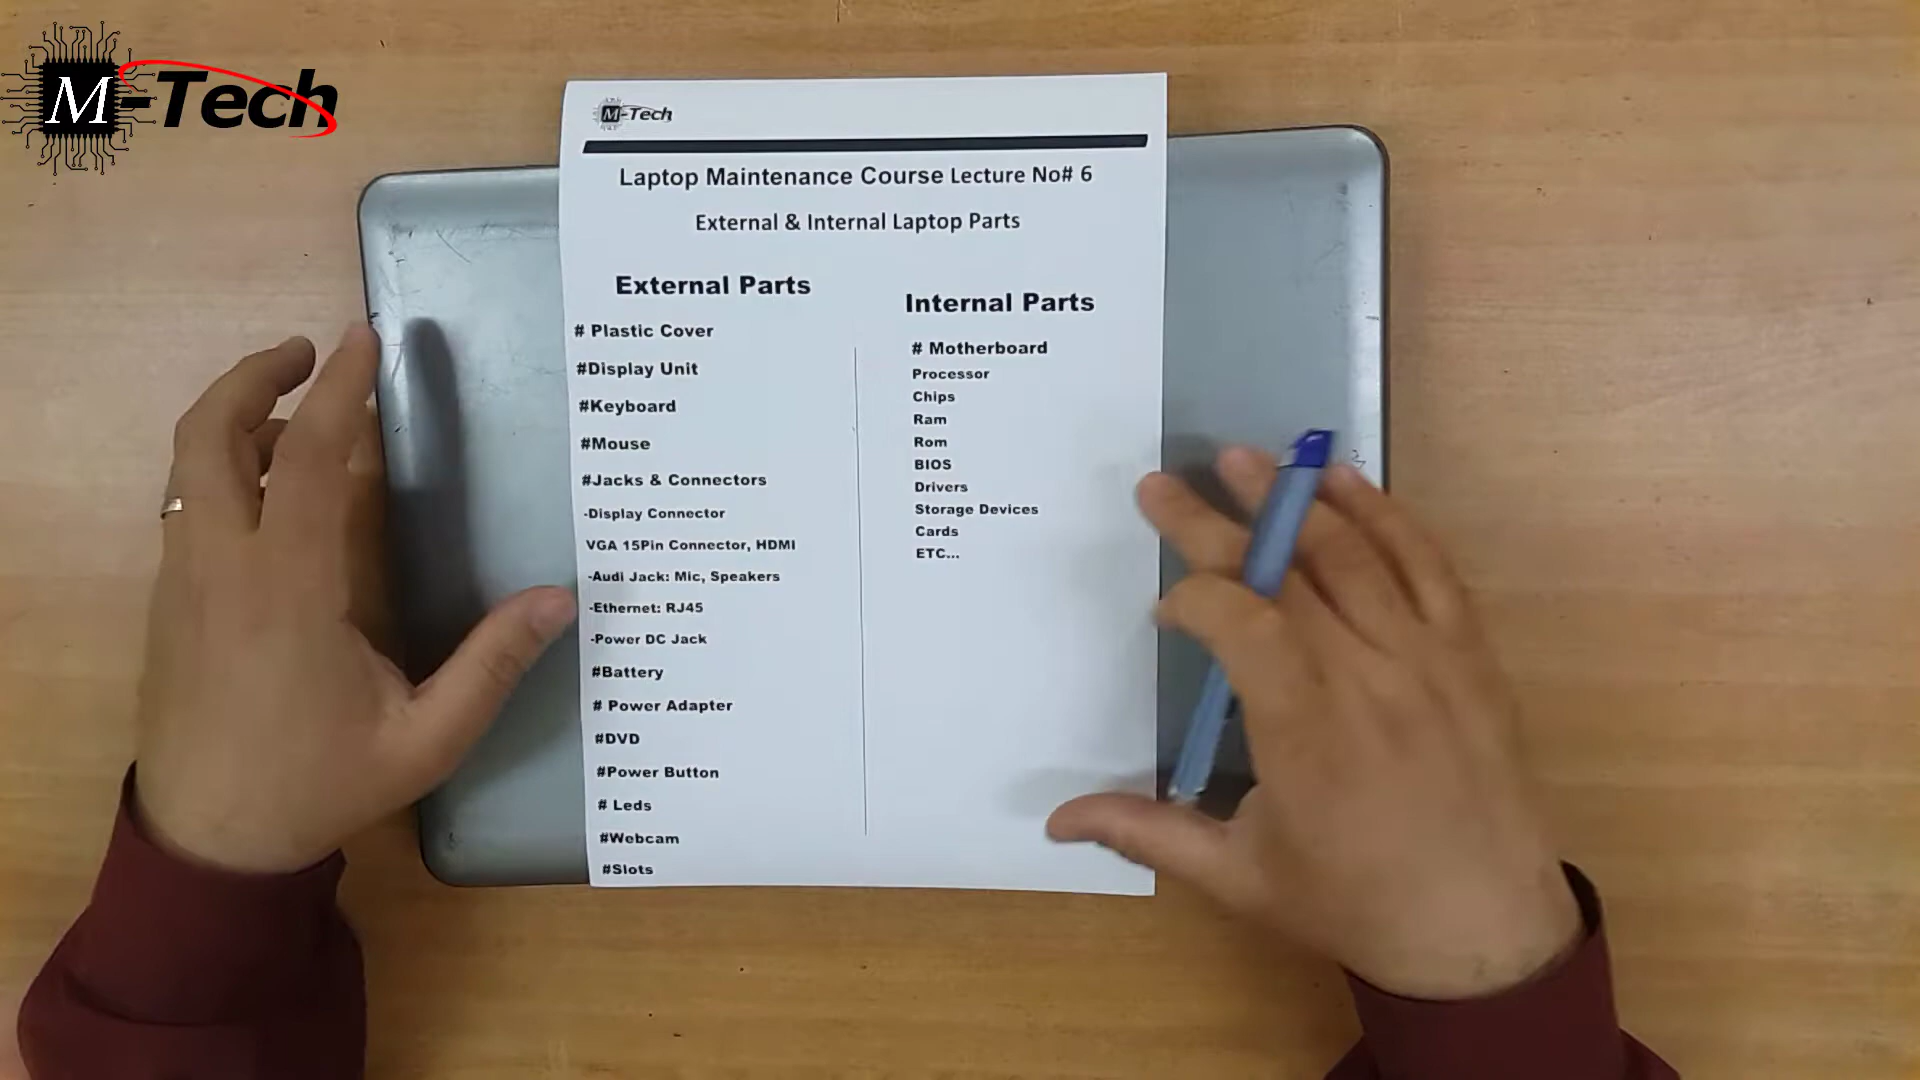 M-Tech
M-Tech
Laptop Maintenance Course Lecture No# 6
External & Internal Laptop Parts
External Parts
# Plastic Cover
#Display Unit
#Keyboard
#Mouse
#Jacks & Connectors
-Display Connector
VGA 15Pin Connector, HDMI
-Audi Jack: Mic, Speakers
-Ethernet: RJ45
-Power DC Jack
#Battery
# Power Adapter
#DVD
#Power Button
# Leds
#Webcam
#Slots
Internal Parts
# Motherboard
Processor
Chips
Ram
Rom
BIOS
Drivers
Storage Devices
Cards
ETC...